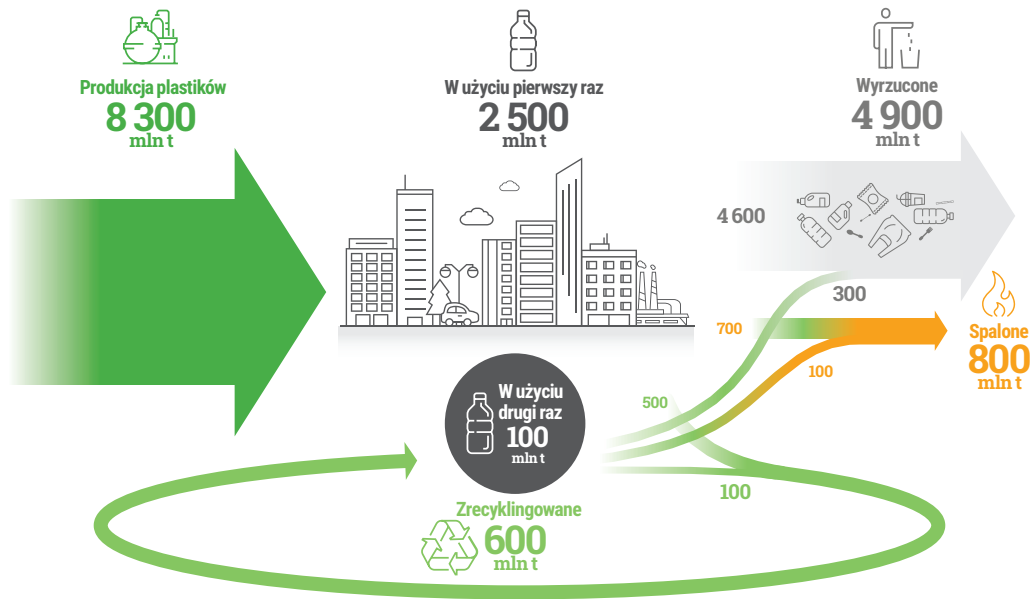 Produkcja plastików
8 300
mln t
W użyciu pierwszy raz
2 500
mln t
Wyrzucone
4 900
mln t
4 600
300
700
Spalone
800
mln t
100
W użyciu
drugi raz
100
mln t
500
100
Zrecyklingowane
600
mln t